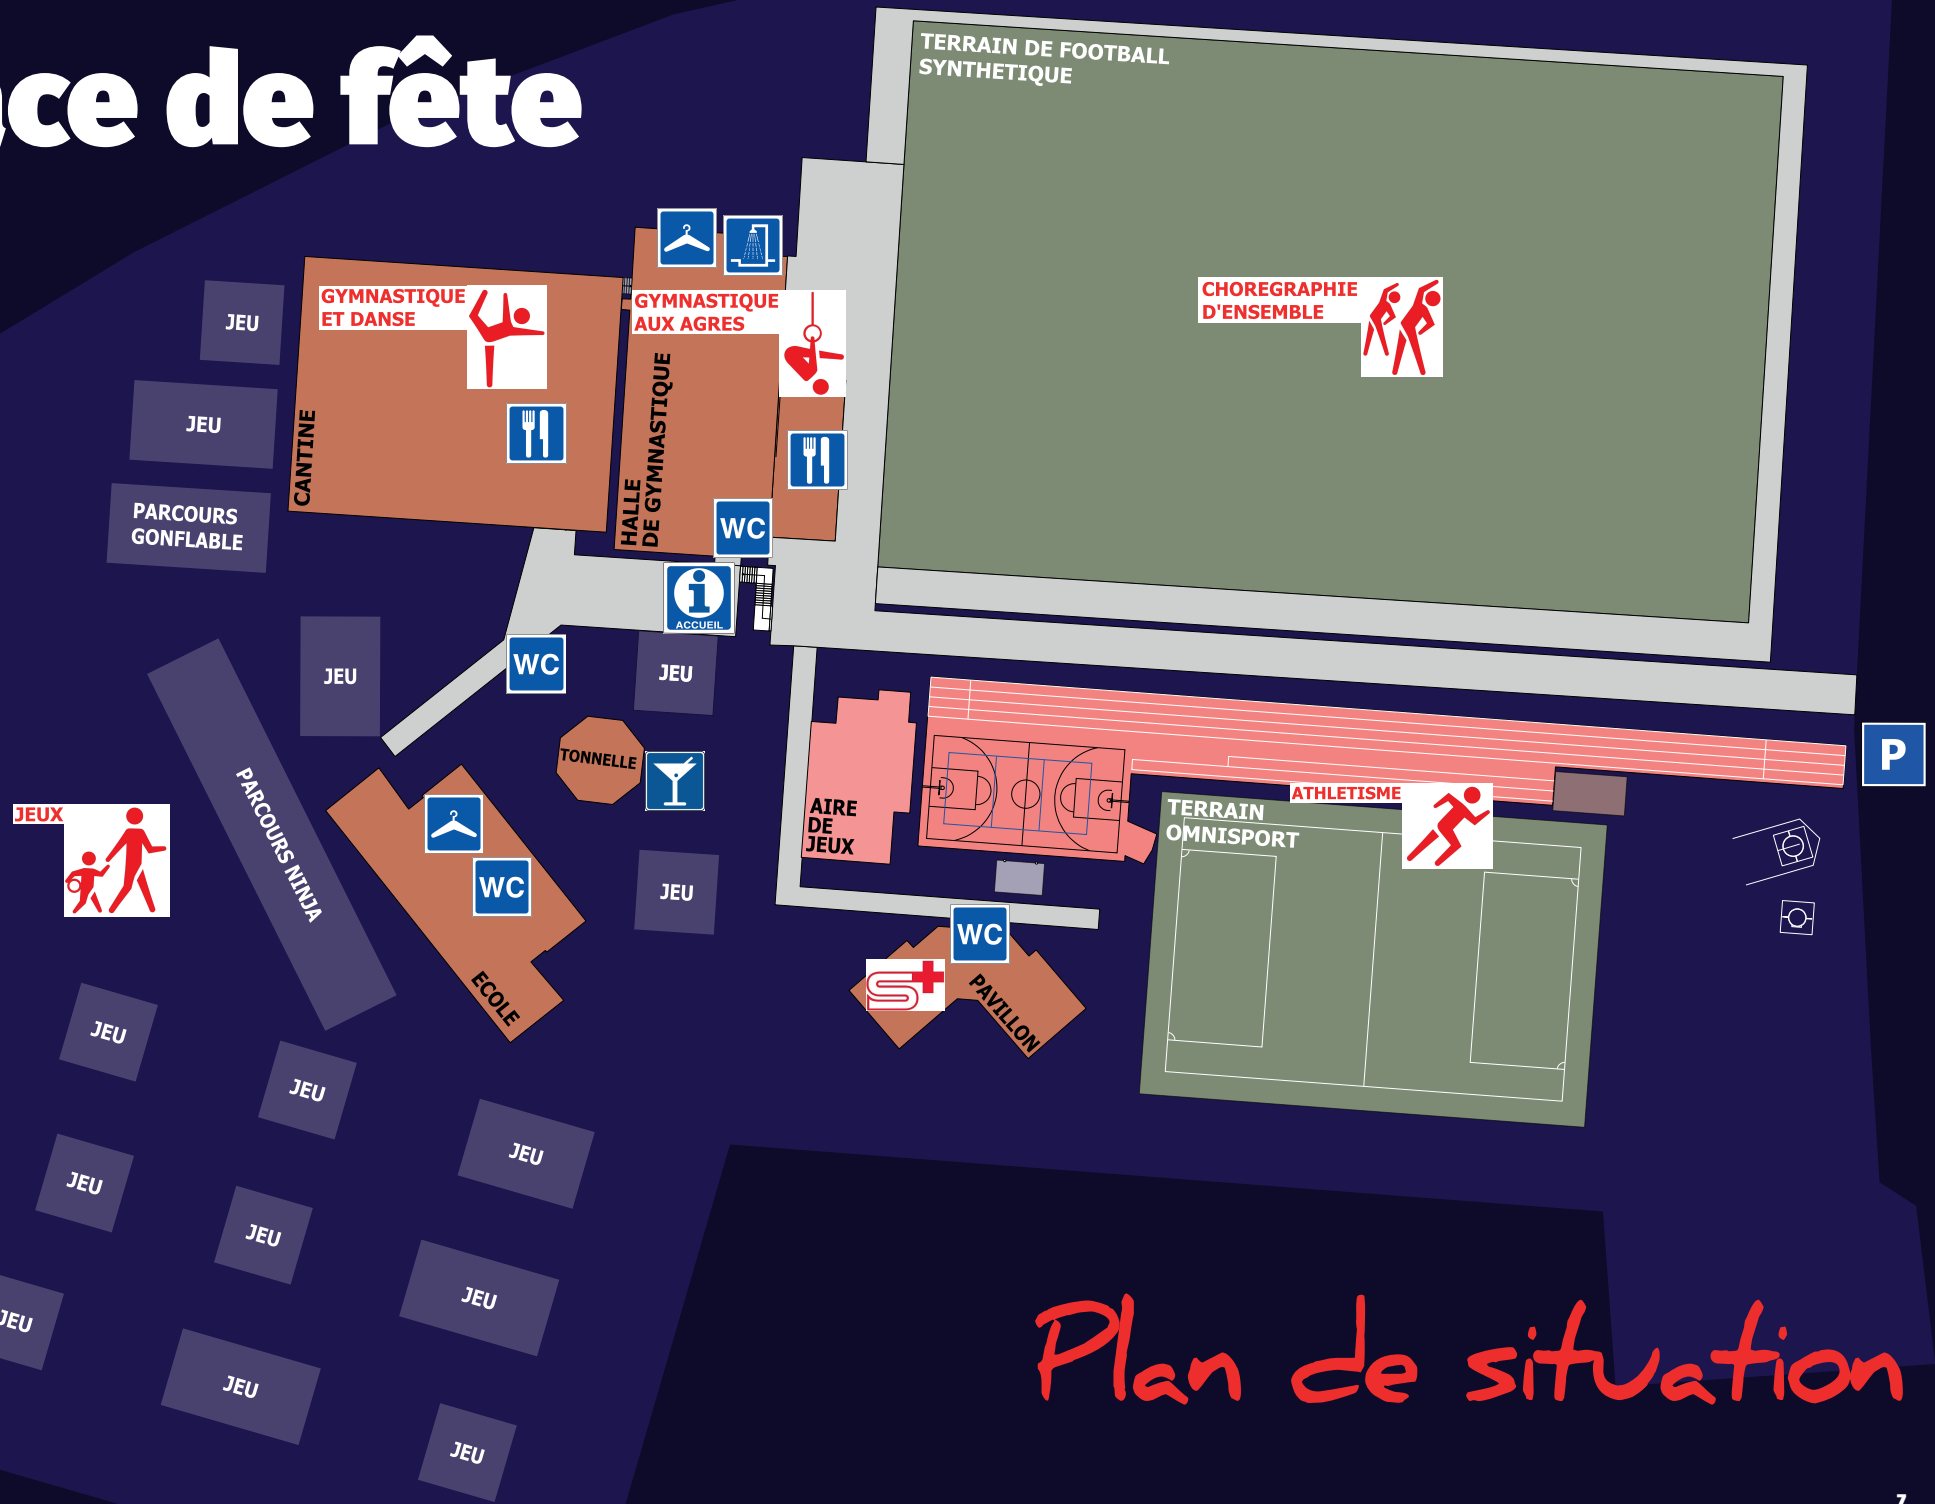 ce de fête
TERRAIN DE FOOTBALL
SYNTHETIQUE
CHOREGRAPHIE
D'ENSEMBLE
GYMNASTIQUE
ET DANSE
GYMNASTIQUE
AUX AGRES
CANTINE
HALLE
DE GYMNASTIQUE
JEU
JEU
PARCOURS
GONFLABLE
WC
i
ACCUEIL
WC
JEU
JEU
TONNELLE
PARCOURS NINJA
JEUX
WC
ECOLE
JEU
AIRE
DE
JEUX
P
ATHLETISME
TERRAIN
OMNISPORT
WC
S+
PAVILLON
JEU
JEU
JEU
JEU
JEU
JEU
JEU
JEU
JEU
Plan de situation
7